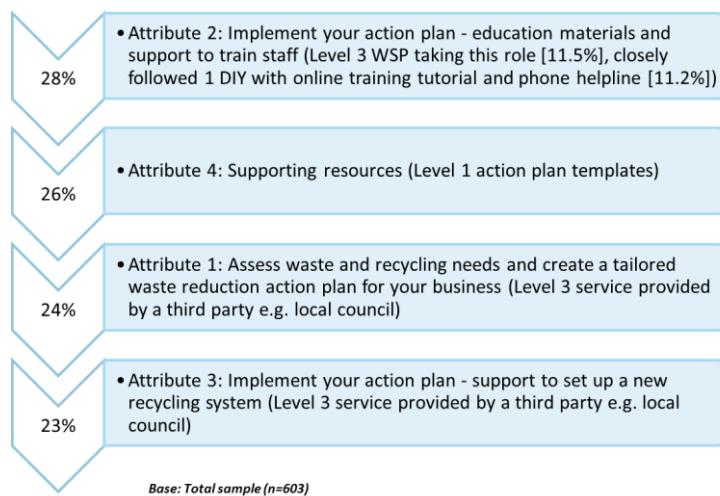 28%
• Attribute 2: Implement your action plan - education materials and
support to train staff (Level 3 WSP taking this role [11.5%], closely
followed 1 DIY with online training tutorial and phone helpline [11.2%])
26%
• Attribute 4: Supporting resources (Level 1 action plan templates)
24%
• Attribute 1: Assess waste and recycling needs and create a tailored
waste reduction action plan for your business (Level 3 service provided
by a third party e.g. local council)
23%
• Attribute 3: Implement your action plan - support to set up a new
recycling system (Level 3 service provided by a third party e.g. local
council)
Base: Total sample (n=603)